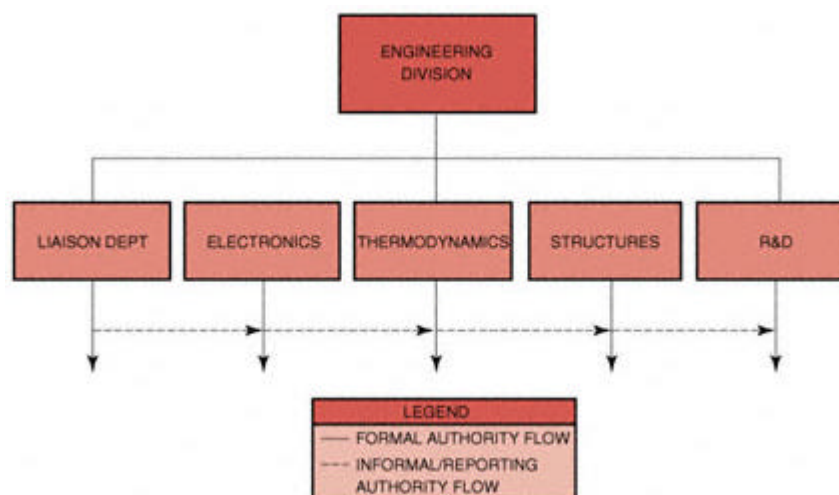 ENGINEERING
DIVISION
LIAISON DEPT
ELECTRONICS
THERMODYNAMICS
STRUCTURES
R&D
LEGEND
FORMAL AUTHORITY FLOW
INFORMAL/REPORTING
AUTHORITY FLOW